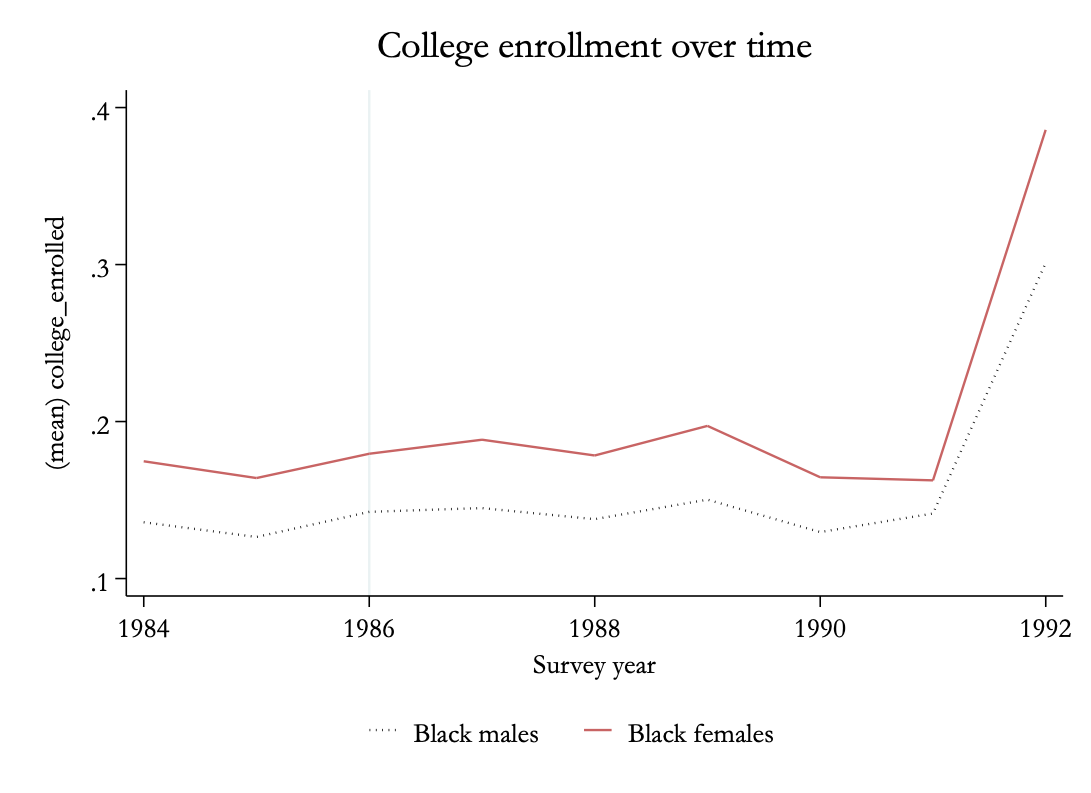 College enrollment over time
(mean) college_enrolled
.4
.3
.2
.1
1984 1986 1988 1990 1992
Survey year
Black males Black females